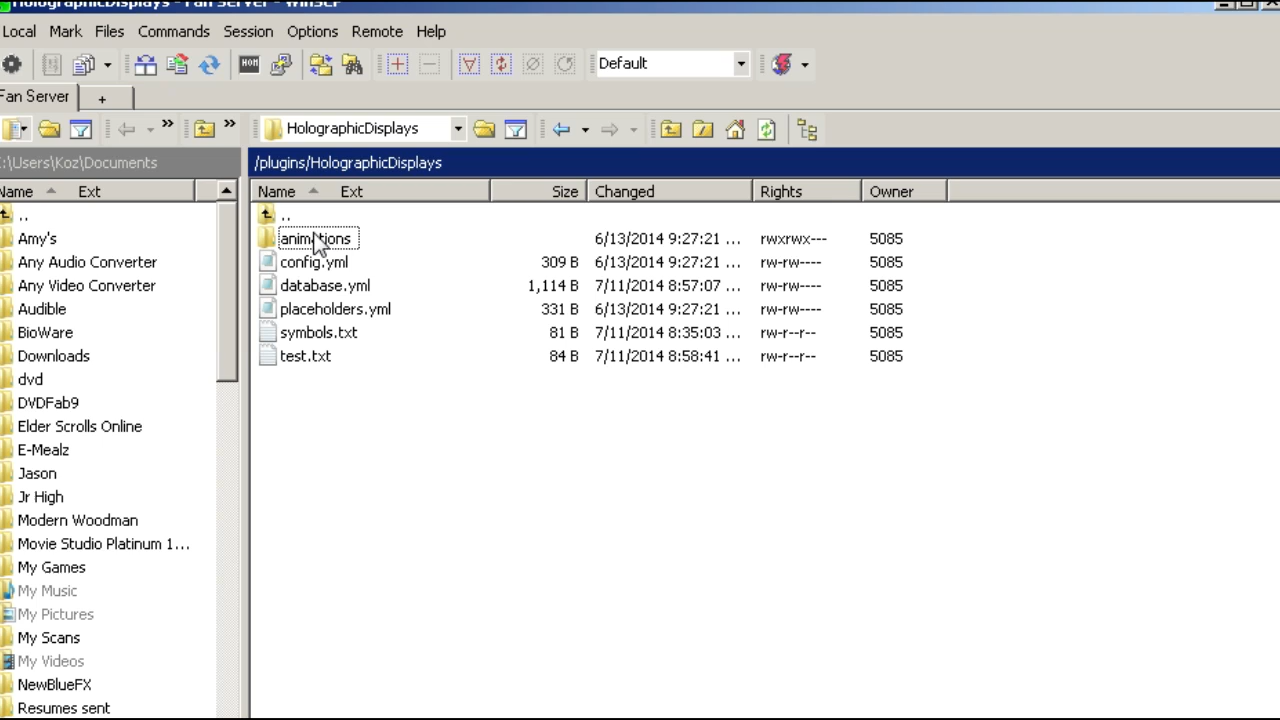 HolographicDisplays - Fan Server - WinSCP
Local Mark Files Commands Session Options Remote Help
Default
Fan Server +
HolographicDisplays
:\Users\Koz\Documents
/plugins/HolographicDisplays
Name Ext
Name Ext Size Changed Rights Owner
..
..
Amy's
animations 6/13/2014 9:27:21 ... rwxrwx--- 5085
Any Audio Converter
config.yml 309 B 6/13/2014 9:27:21 ... rw-rw---- 5085
Any Video Converter
database.yml 1,114 B 7/11/2014 8:57:07 ... rw-rw---- 5085
Audible
placeholders.yml 331 B 6/13/2014 9:27:21 ... rw-rw---- 5085
BioWare
symbols.txt 81 B 7/11/2014 8:35:03 ... rw-r--r-- 5085
Downloads
test.txt 84 B 7/11/2014 8:58:41 ... rw-r--r-- 5085
dvd
DVDFab9
Elder Scrolls Online
E-Mealz
Jason
Jr High
Modern Woodman
Movie Studio Platinum 1...
My Games
My Music
My Pictures
My Scans
My Videos
NewBlueFX
Resumes sent